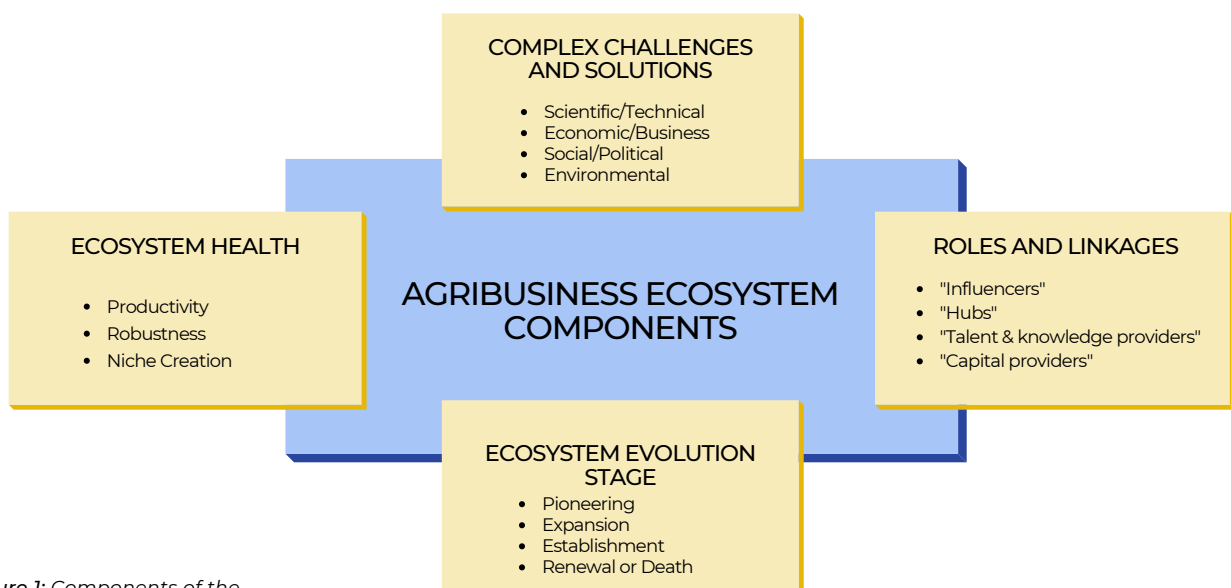 COMPLEX CHALLENGES
AND SOLUTIONS
• Scientific/Technical
• Economic/Business
• Social/Political
• Environmental
ECOSYSTEM HEALTH
• Productivity
• Robustness
• Niche Creation
AGRIBUSINESS ECOSYSTEM
COMPONENTS
ROLES AND LINKAGES
• "Influencers"
• "Hubs"
• "Talent & knowledge providers"
• "Capital providers"
ECOSYSTEM EVOLUTION
STAGE
• Pioneering
• Expansion
• Establishment
• Renewal or Death
1: Components of the